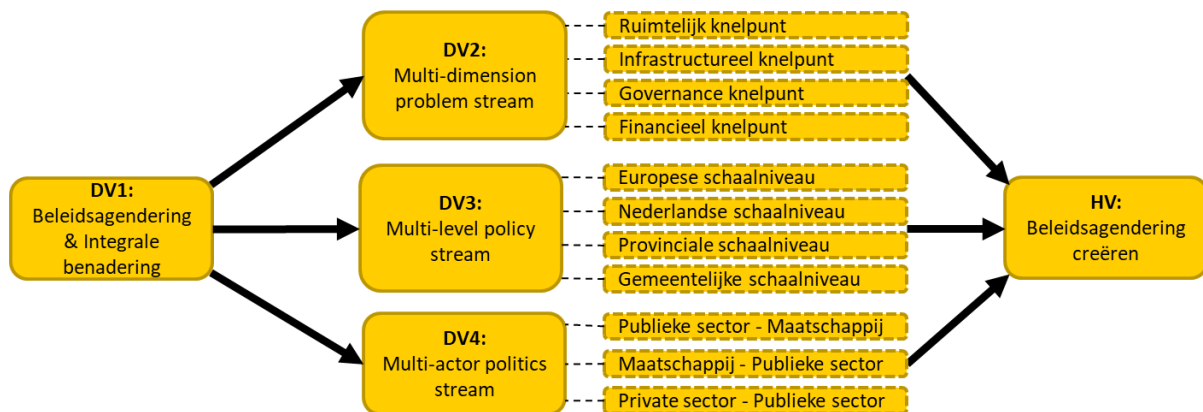 DV1:
Beleidsagendering
& Integrale
benadering
DV2:
Multi-dimension
problem stream
Ruimtelijk knelpunt
Infrastructureel knelpunt
Governance knelpunt
Financieel knelpunt
DV3:
Multi-level policy
stream
Europese schaalniveau
Nederlandse schaalniveau
Provinciale schaalniveau
Gemeentelijke schaalniveau
DV4:
Multi-actor politics
stream
Publieke sector - Maatschappij
Maatschappij - Publieke sector
Private sector - Publieke sector
HV:
Beleidsagendering
creëren